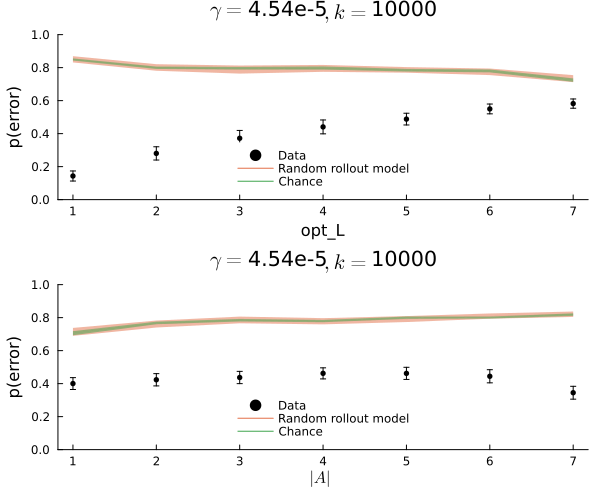 γ = 4.54e-5, k = 10000
1.0
0.8
0.6
0.4
0.2
0.0
p(error)
Data
Random rollout model
Chance
1 2 3 4 5 6 7
opt_L
γ = 4.54e-5, k = 10000
1.0
0.8
0.6
0.4
0.2
0.0
p(error)
Data
Random rollout model
Chance
1 2 3 4 5 6 7
|A|